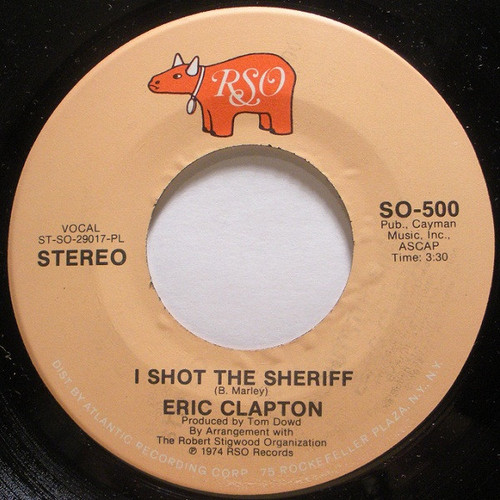 RSO
VOCAL
ST-SO-29017-PL
STEREO
SO-500
Pub., Cayman
Music, Inc.,
ASCAP
Time: 3:30
I SHOT THE SHERIFF
(B. Marley)
ERIC CLAPTON
Produced by Tom Dowd
By Arrangement with
The Robert Stigwood Organization
℗ 1974 RSO Records
DIST. BY ATLANTIC RECORDING CORP. 75 ROCKEFELLER PLAZA, N.Y. N.Y.